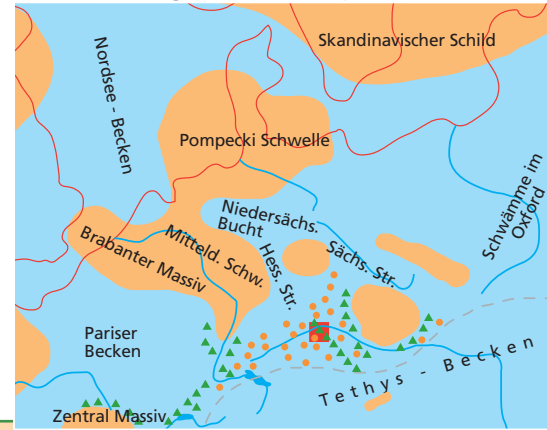 Skandinavischer Schild
Nordsee - Becken
Pompecki Schwelle
Schwämme im
Oxford
Niedersächs.
Bucht
Sächs. Str.
Hess. Str.
Mitteld. Schw.
Brabanter Massiv
Pariser
Becken
Tethys - Becken
Zentral Massiv